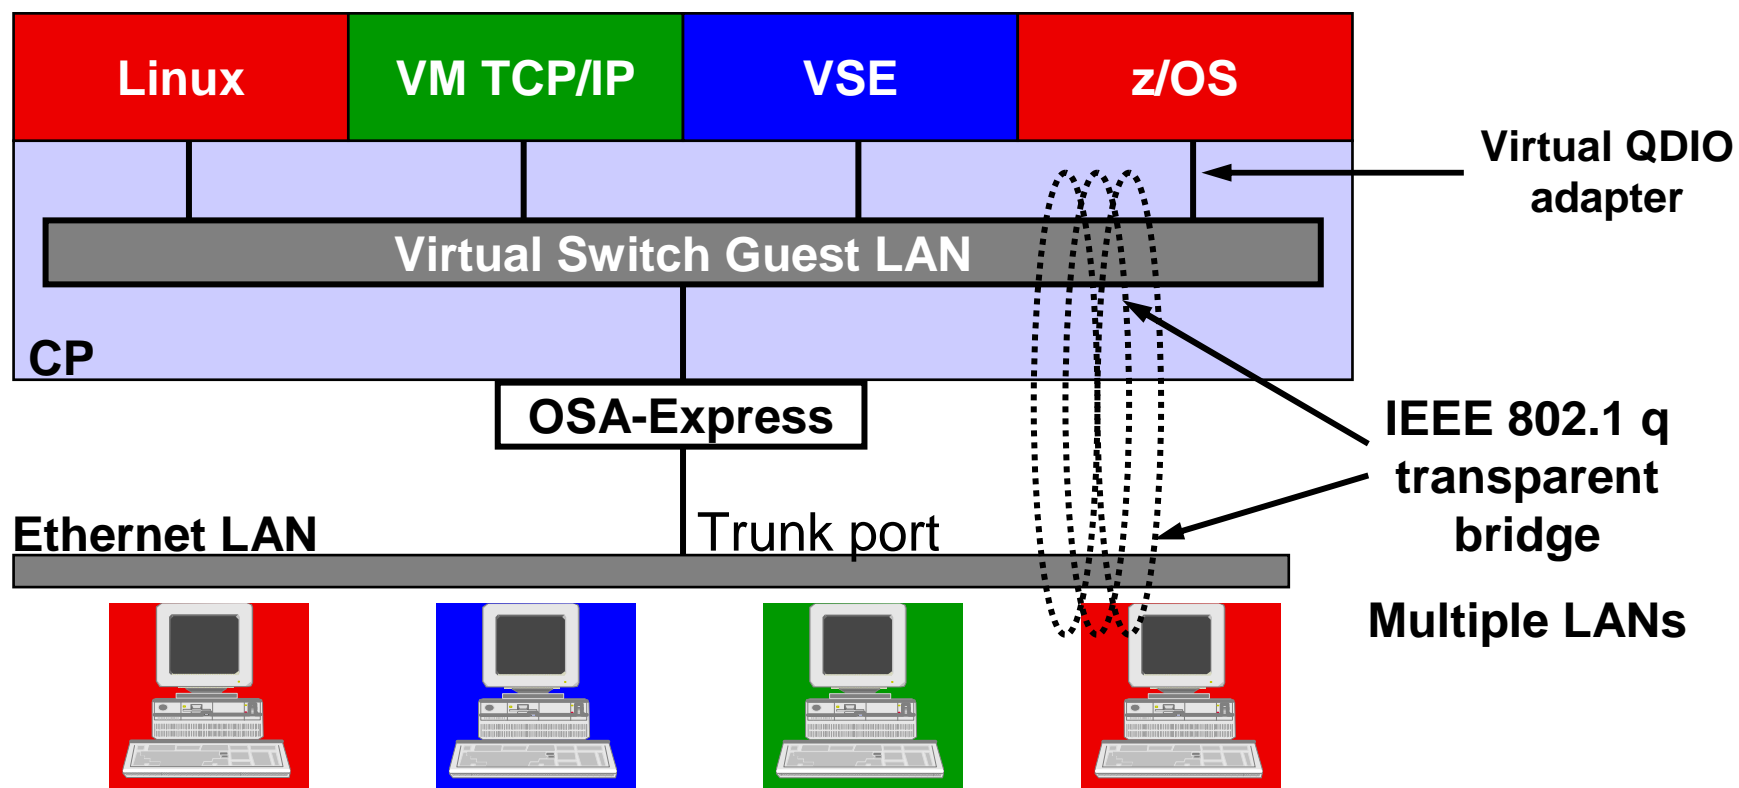 Linux
VM TCP/IP
VSE
z/OS
Virtual QDIO
adapter
Virtual Switch Guest LAN
CP
OSA-Express
IEEE 802.1 q
transparent
bridge
Ethernet LAN
Trunk port
Multiple LANs